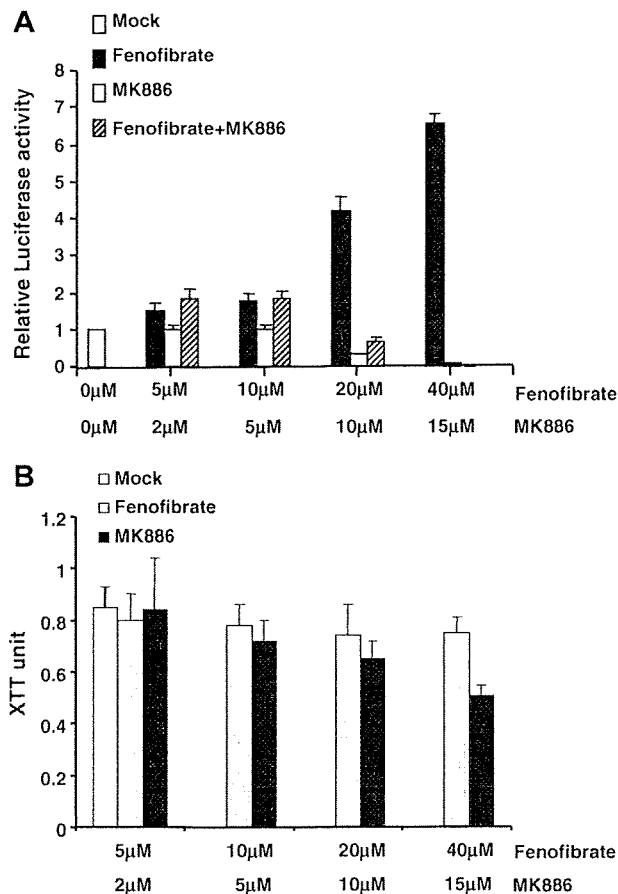 A
Mock
Fenofibrate
MK886
Fenofibrate+MK886
Relative Luciferase activity
8
7
6
5
4
3
2
1
0
0µM 5µM 10µM 20µM 40µM Fenofibrate
0µM 2µM 5µM 10µM 15µM MK886
B
Mock
Fenofibrate
MK886
XTT unit
1.2
1
0.8
0.6
0.4
0.2
0
5µM 10µM 20µM 40µM Fenofibrate
2µM 5µM 10µM 15µM MK886